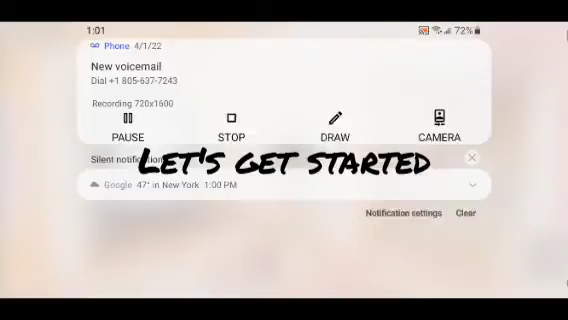 1:01
72%
Phone 4/1/22
New voicemail
Dial +1 805-637-7243
Recording 720x1600
PAUSE STOP DRAW CAMERA
Silent notification
LET'S GET STARTED
Google 47° in New York 1:00 PM
Notification settings Clear